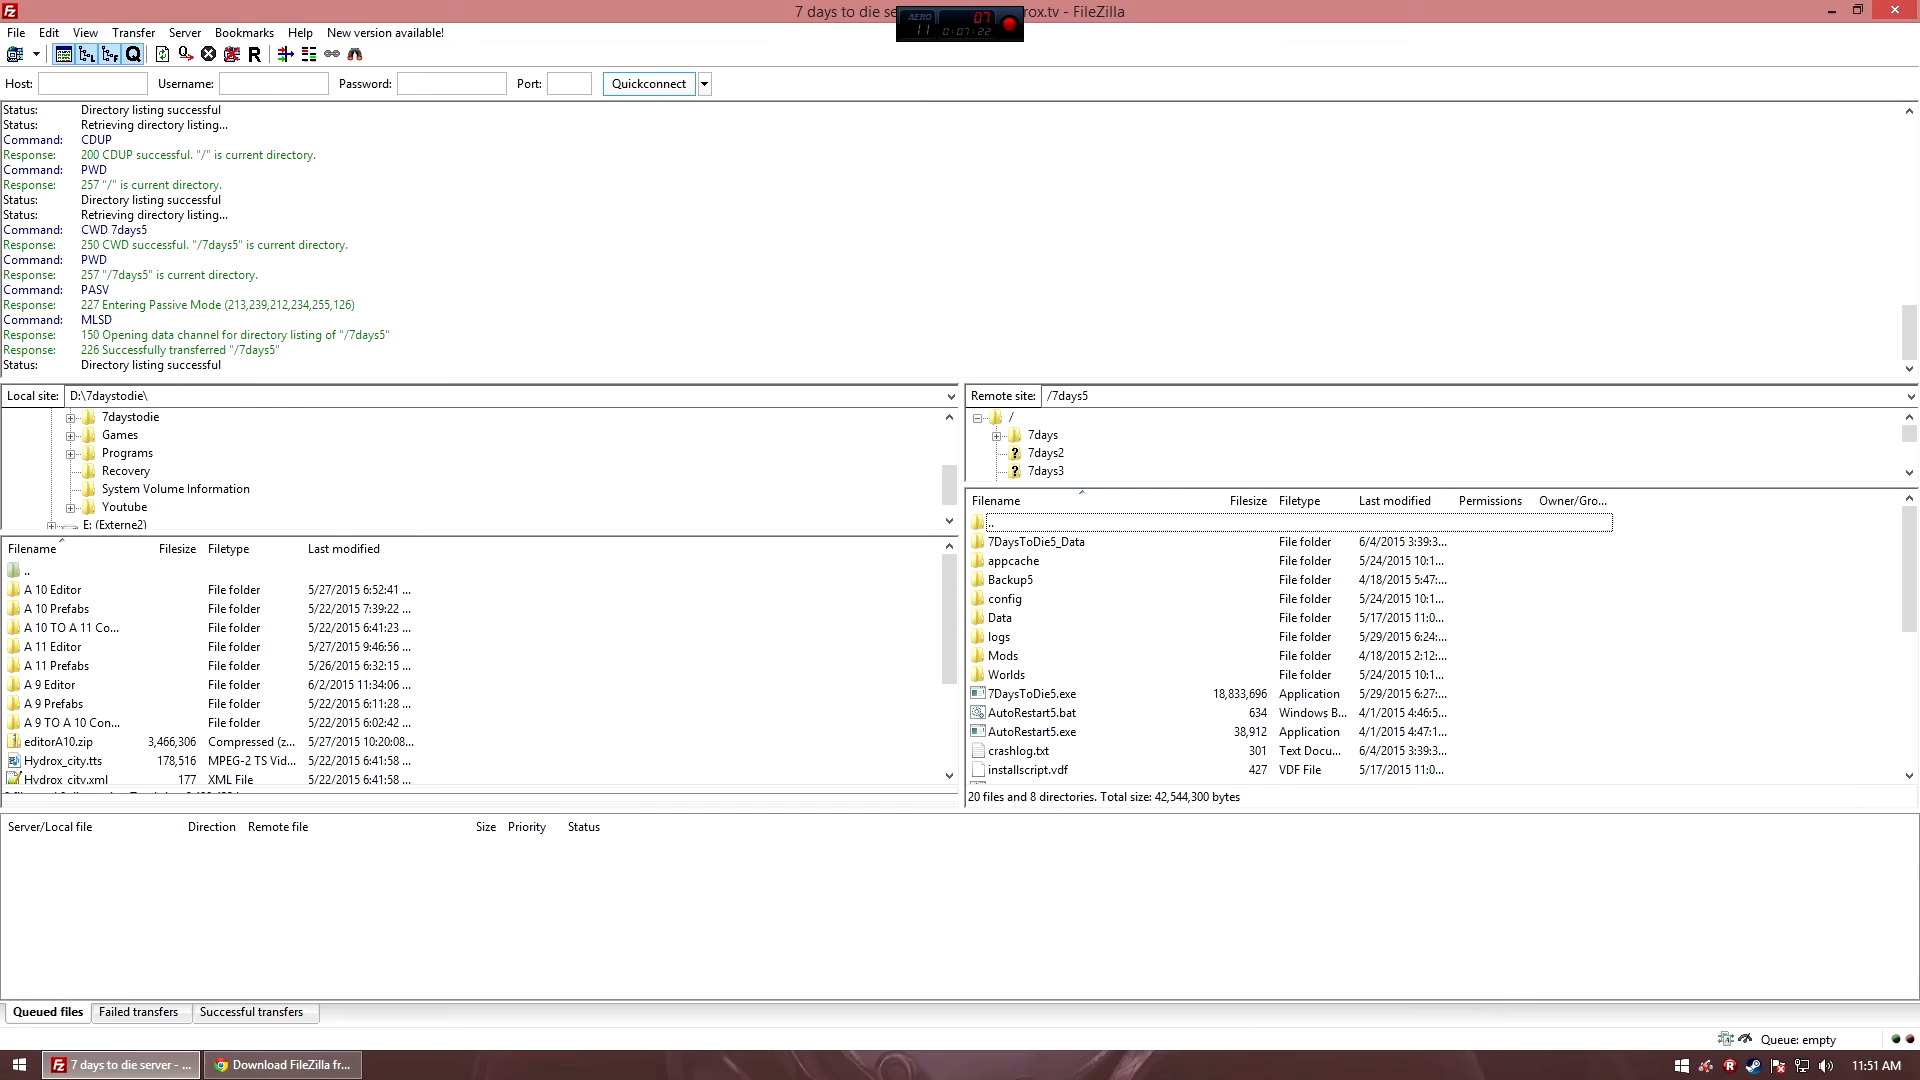 7 days to die se rox.tv - FileZilla
AERO 11 07 0:07:22
File Edit View Transfer Server Bookmarks Help New version available!
Host: Username: Password: Port: Quickconnect
Status: Directory listing successful
Status: Retrieving directory listing...
Command: CDUP
Response: 200 CDUP successful. "/" is current directory.
Command: PWD
Response: 257 "/" is current directory.
Status: Directory listing successful
Status: Retrieving directory listing...
Command: CWD 7days5
Response: 250 CWD successful. "/7days5" is current directory.
Command: PWD
Response: 257 "/7days5" is current directory.
Command: PASV
Response: 227 Entering Passive Mode (213,239,212,234,255,126)
Command: MLSD
Response: 150 Opening data channel for directory listing of "/7days5"
Response: 226 Successfully transferred "/7days5"
Status: Directory listing successful
Local site: D:\7daystodie\
7daystodie
Games
Programs
Recovery
System Volume Information
Youtube
E: (Externe2)
Filename Filesize Filetype Last modified
..
A 10 Editor File folder 5/27/2015 6:52:41 ...
A 10 Prefabs File folder 5/22/2015 7:39:22 ...
A 10 TO A 11 Co... File folder 5/22/2015 6:41:23 ...
A 11 Editor File folder 5/27/2015 9:46:56 ...
A 11 Prefabs File folder 5/26/2015 6:32:15 ...
A 9 Editor File folder 6/2/2015 11:34:06 ...
A 9 Prefabs File folder 5/22/2015 6:11:28 ...
A 9 TO A 10 Con... File folder 5/22/2015 6:02:42 ...
editorA10.zip 3,466,306 Compressed (z... 5/27/2015 10:20:08...
Hydrox_city.tts 178,516 MPEG-2 TS Vid... 5/22/2015 6:41:58 ...
Hydrox_city.xml 177 XML File 5/22/2015 6:41:58 ...
Remote site: /7days5
/
7days
7days2
7days3
Filename Filesize Filetype Last modified Permissions Owner/Gro...
..
7DaysToDie5_Data File folder 6/4/2015 3:39:3...
appcache File folder 5/24/2015 10:1...
Backup5 File folder 4/18/2015 5:47:...
config File folder 5/24/2015 10:1...
Data File folder 5/17/2015 11:0...
logs File folder 5/29/2015 6:24:...
Mods File folder 4/18/2015 2:12:...
Worlds File folder 5/24/2015 10:1...
7DaysToDie5.exe 18,833,696 Application 5/29/2015 6:27:...
AutoRestart5.bat 634 Windows B... 4/1/2015 4:46:5...
AutoRestart5.exe 38,912 Application 4/1/2015 4:47:1...
crashlog.txt 301 Text Docu... 6/4/2015 3:39:3...
installscript.vdf 427 VDF File 5/17/2015 11:0...
20 files and 8 directories. Total size: 42,544,300 bytes
Server/Local file Direction Remote file Size Priority Status
Queued files Failed transfers Successful transfers
Queue: empty
7 days to die server - ... Download FileZilla fr... 11:51 AM